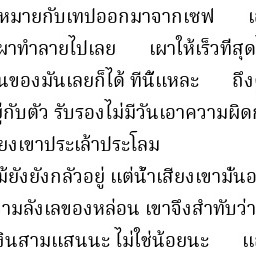 หมายกับเทปออกมาจากเซฟ
เผาทำลายไปเลย เผาให้เร็วที่สุด
นของมันเลยก็ได้ ทีนี้แหละ ถึง
กับตัว รับรองไม่มีวันเอาความผิด
ยงเขาประเล้าประโลม
ม้ยังยังกลัวอยู่ แต่น้ำเสียงเขามั่นอ
ามลังเลของหล่อน เขาจึงสำทับว่า
งินสามแสนนะ ไม่ใช่น้อยนะ